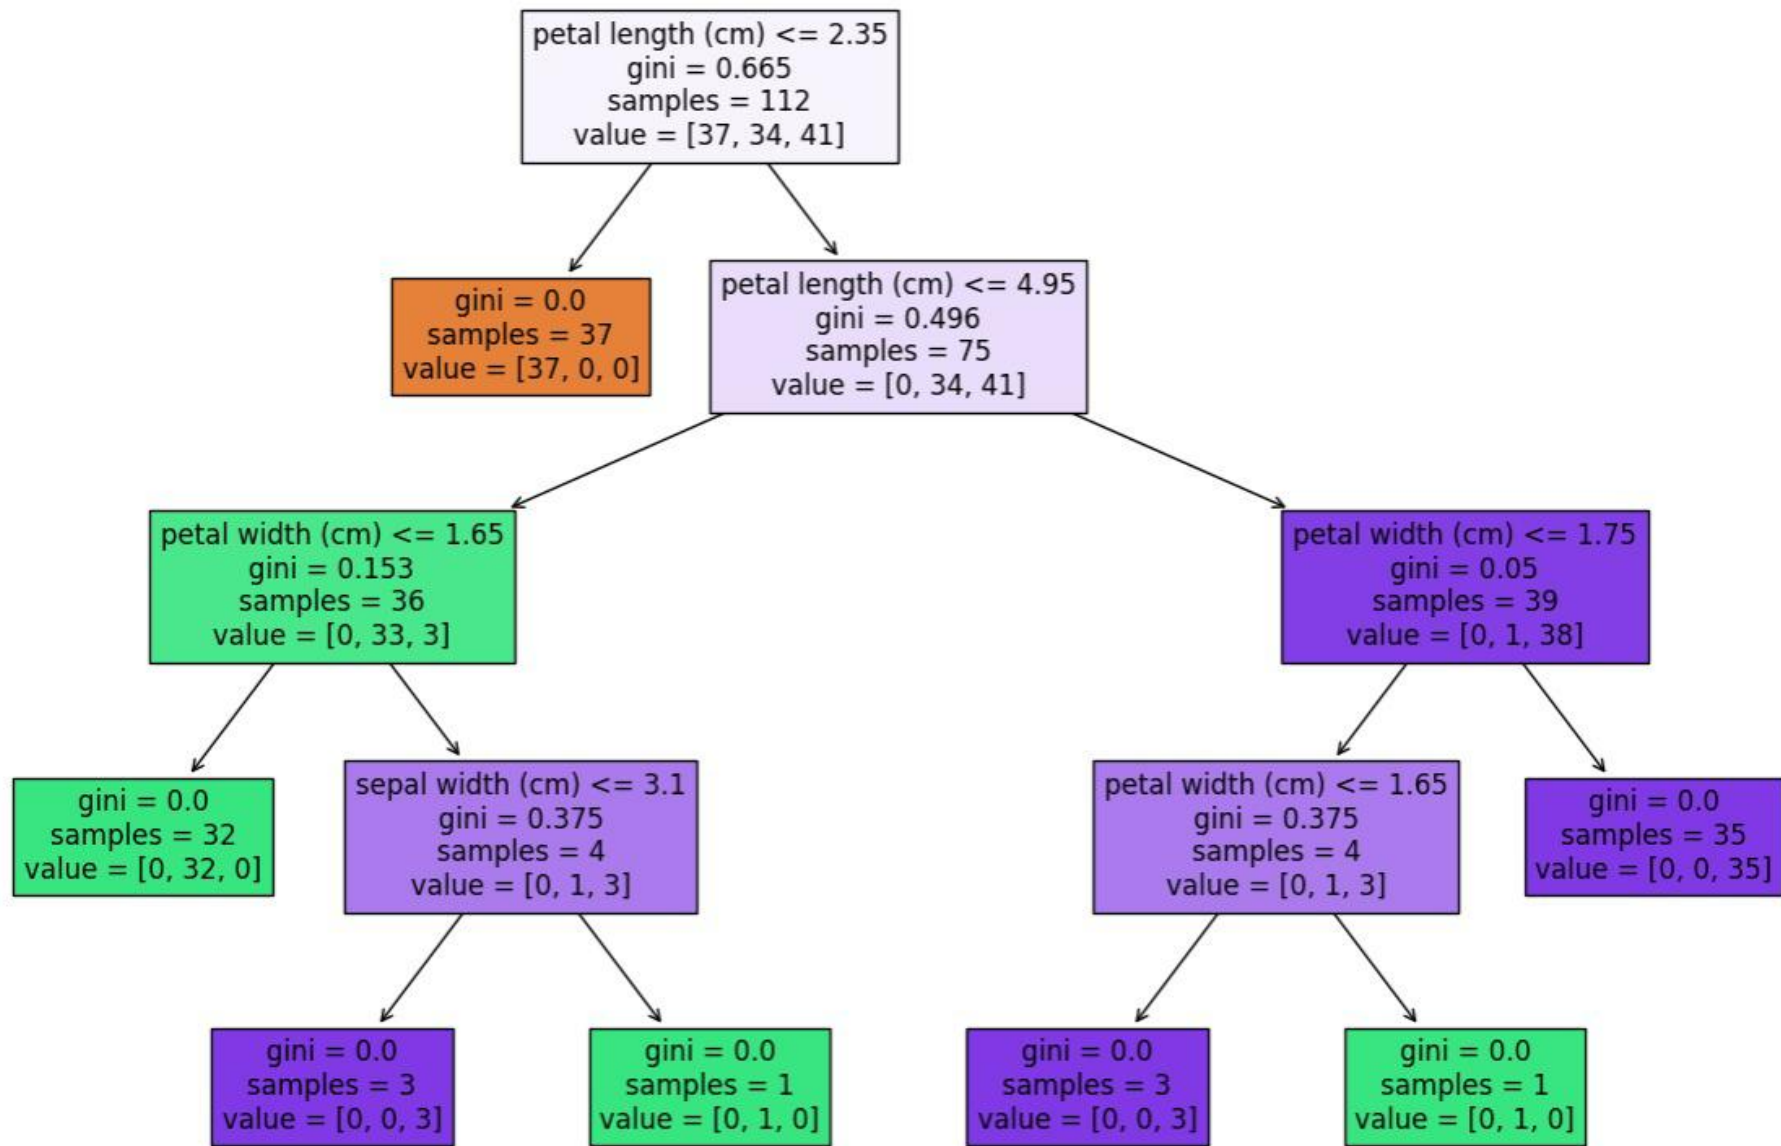 petal length (cm) <= 2.35
gini = 0.665
samples = 112
value = [37, 34, 41]
gini = 0.0
samples = 37
value = [37, 0, 0]
petal length (cm) <= 4.95
gini = 0.496
samples = 75
value = [0, 34, 41]
petal width (cm) <= 1.65
gini = 0.153
samples = 36
value = [0, 33, 3]
petal width (cm) <= 1.75
gini = 0.05
samples = 39
value = [0, 1, 38]
gini = 0.0
samples = 32
value = [0, 32, 0]
sepal width (cm) <= 3.1
gini = 0.375
samples = 4
value = [0, 1, 3]
petal width (cm) <= 1.65
gini = 0.375
samples = 4
value = [0, 1, 3]
gini = 0.0
samples = 35
value = [0, 0, 35]
gini = 0.0
samples = 3
value = [0, 0, 3]
gini = 0.0
samples = 1
value = [0, 1, 0]
gini = 0.0
samples = 3
value = [0, 0, 3]
gini = 0.0
samples = 1
value = [0, 1, 0]